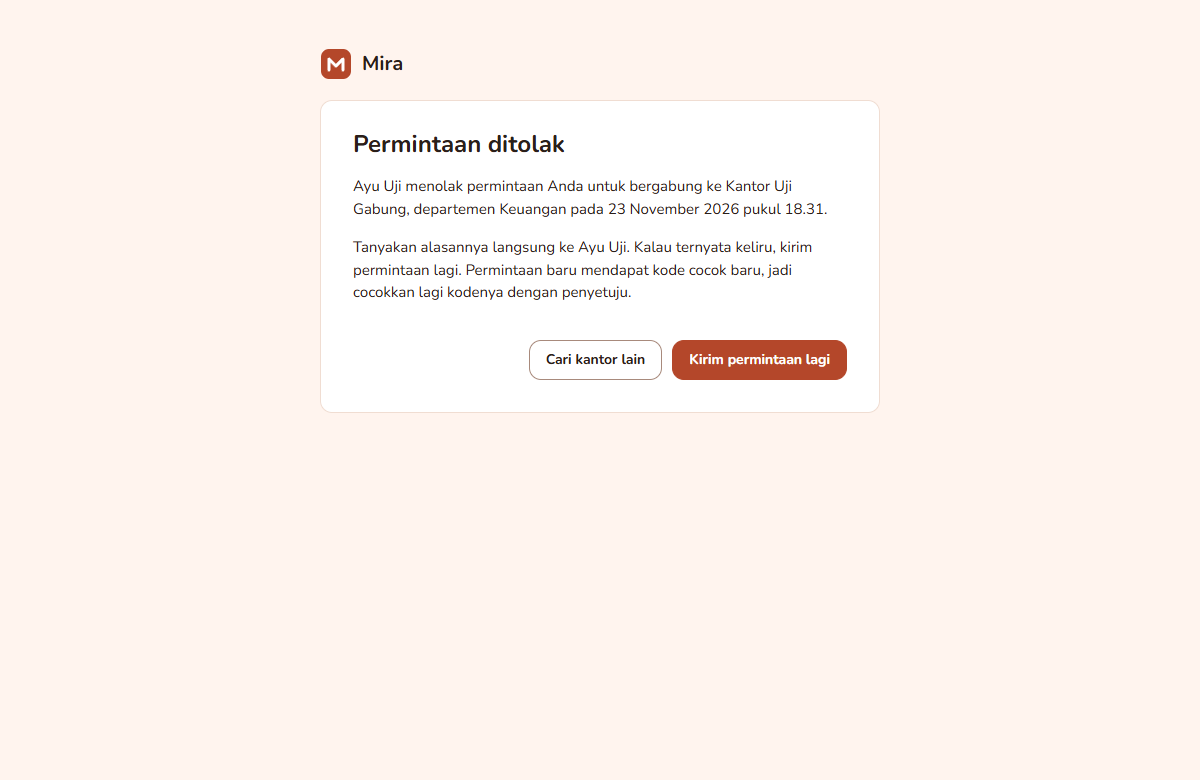 Mira
Permintaan ditolak
Ayu Uji menolak permintaan Anda untuk bergabung ke Kantor Uji
Gabung, departemen Keuangan pada 23 November 2026 pukul 18.31.
Tanyakan alasannya langsung ke Ayu Uji. Kalau ternyata keliru, kirim
permintaan lagi. Permintaan baru mendapat kode cocok baru, jadi
cocokkan lagi kodenya dengan penyetuju.
Cari kantor lain
Kirim permintaan lagi